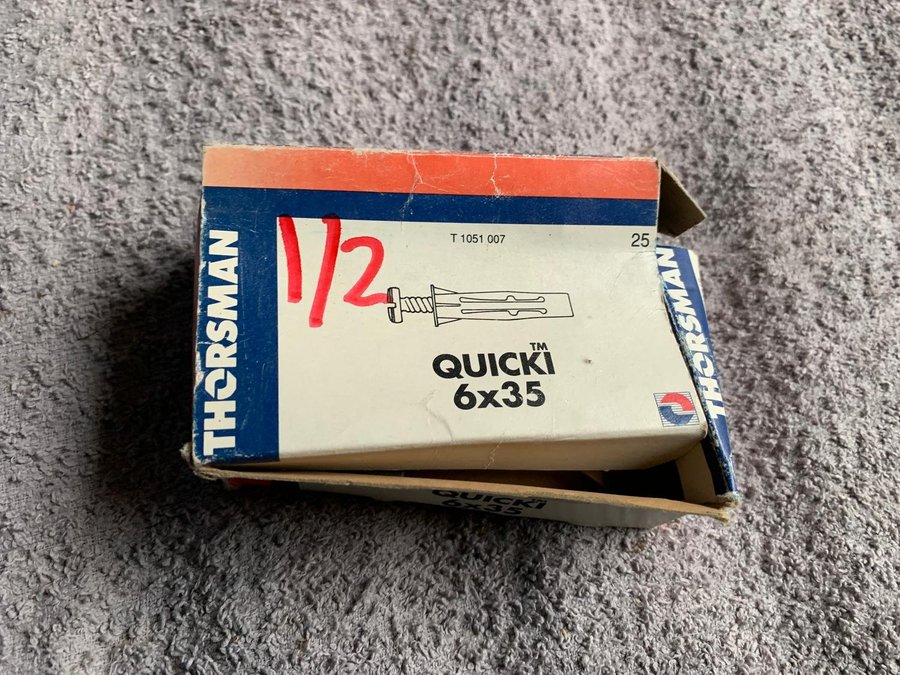 THORSMAN
1/2
T 1051 007
25
QUICKI™
6x35
THORSMAN
QUICKI
6x35